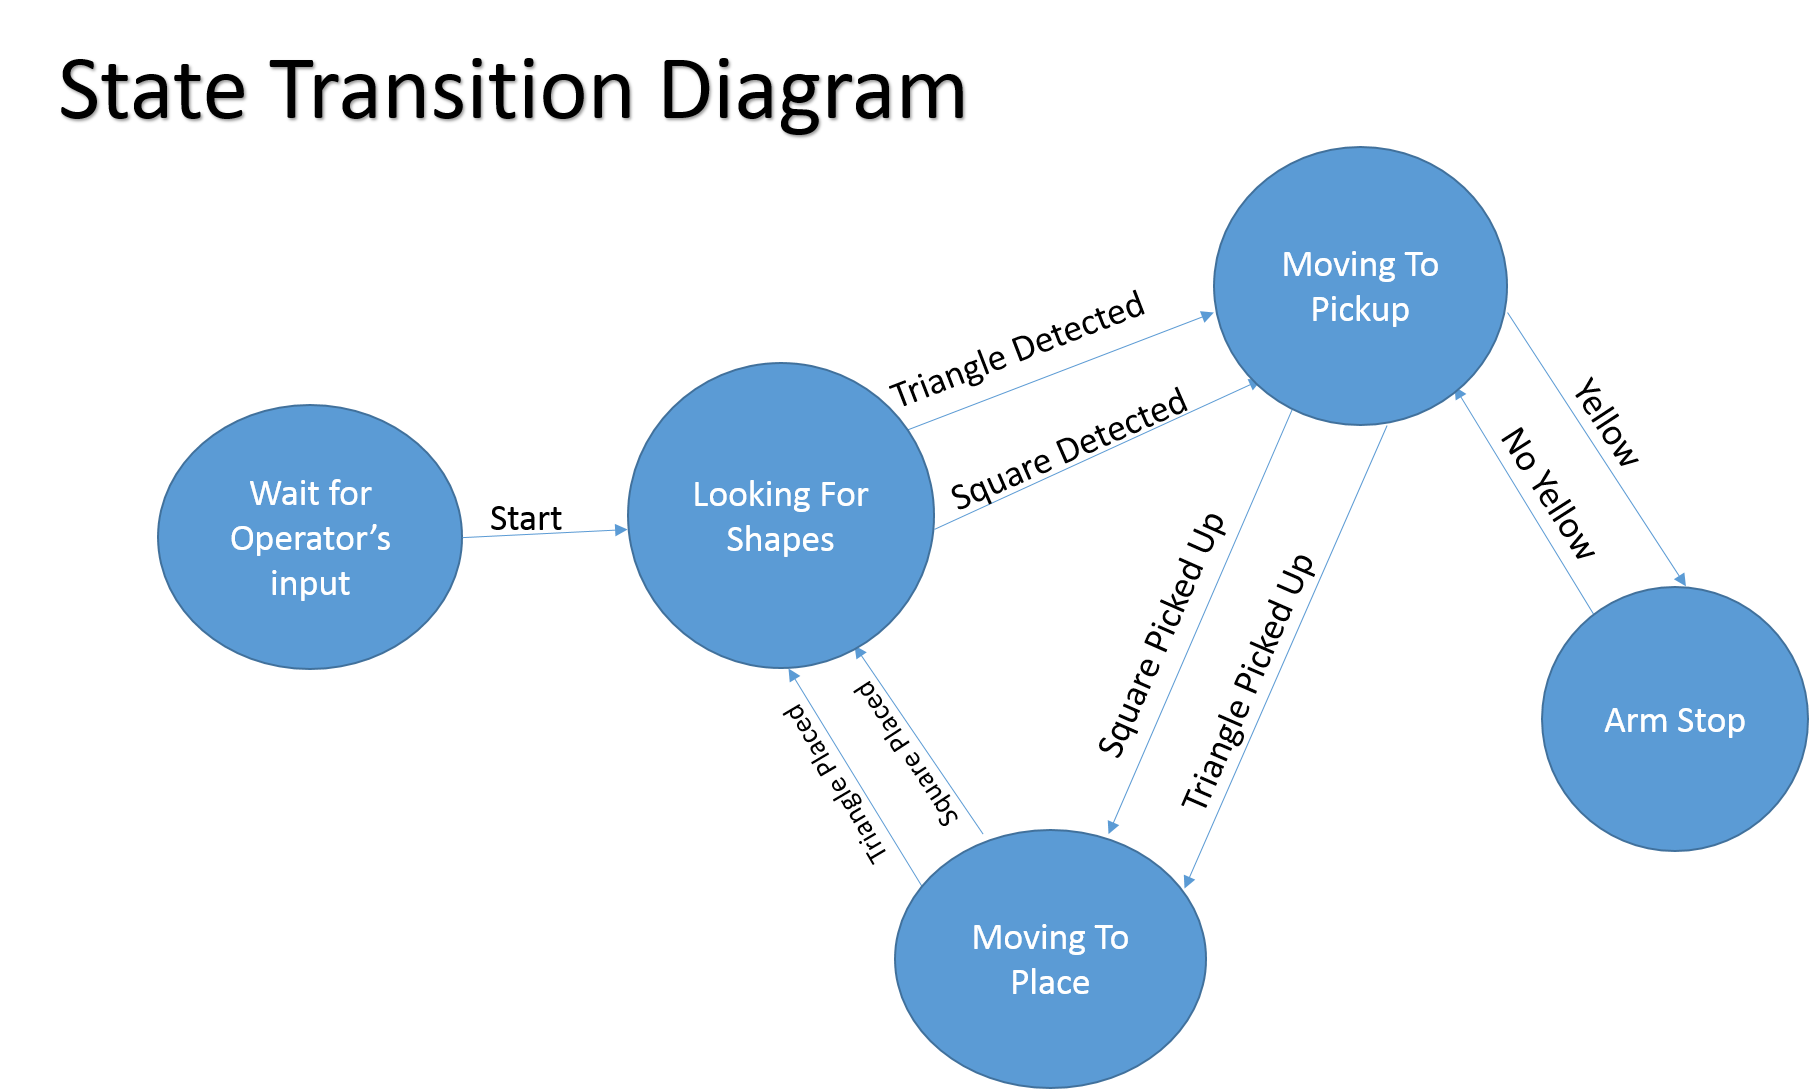 State Transition Diagram
Moving To
Pickup
Triangle Detected
Square Detected
Yellow
No Yellow
Wait for
Operator’s
input
Start
Looking For
Shapes
Square Picked Up
Triangle Picked Up
Arm Stop
Square Placed
Triangle Placed
Moving To
Place